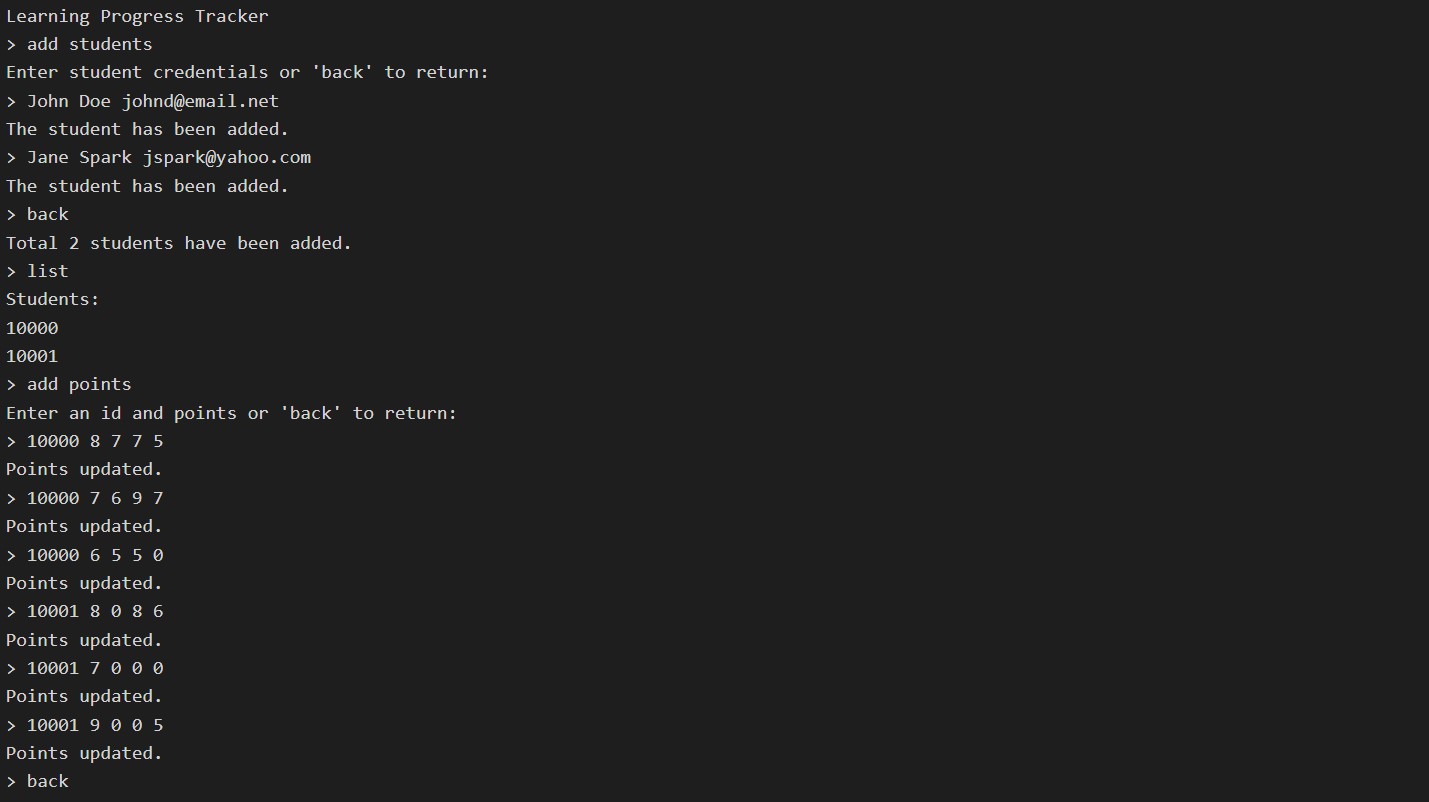 Learning Progress Tracker
> add students
Enter student credentials or 'back' to return:
> John Doe johnd@email.net
The student has been added.
> Jane Spark jspark@yahoo.com
The student has been added.
> back
Total 2 students have been added.
> list
Students:
10000
10001
> add points
Enter an id and points or 'back' to return:
> 10000 8 7 7 5
Points updated.
> 10000 7 6 9 7
Points updated.
> 10000 6 5 5 0
Points updated.
> 10001 8 0 8 6
Points updated.
> 10001 7 0 0 0
Points updated.
> 10001 9 0 0 5
Points updated.
> back